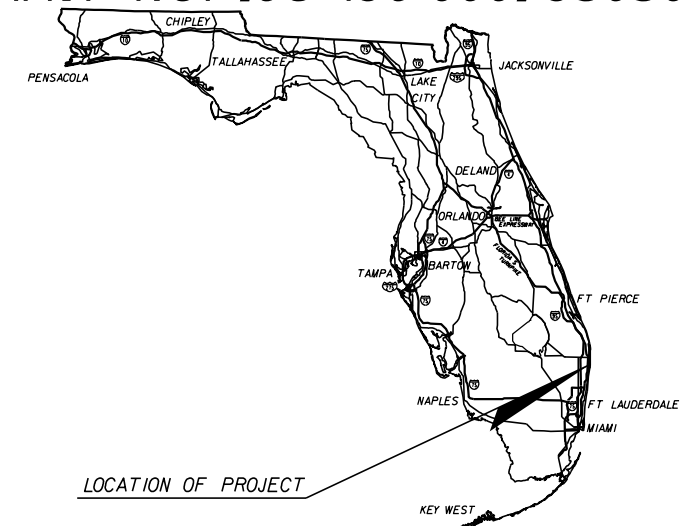 CHIPLEY
TALLAHASSEE
PENSACOLA
JACKSONVILLE
LAKE
CITY
DELAND
ORLANDO
BEE LINE
EXPRESSWAY
FLORIDA'S
TURNPIKE
TAMPA
BARTOW
FT PIERCE
NAPLES
FT LAUDERDALE
MIAMI
LOCATION OF PROJECT
KEY WEST